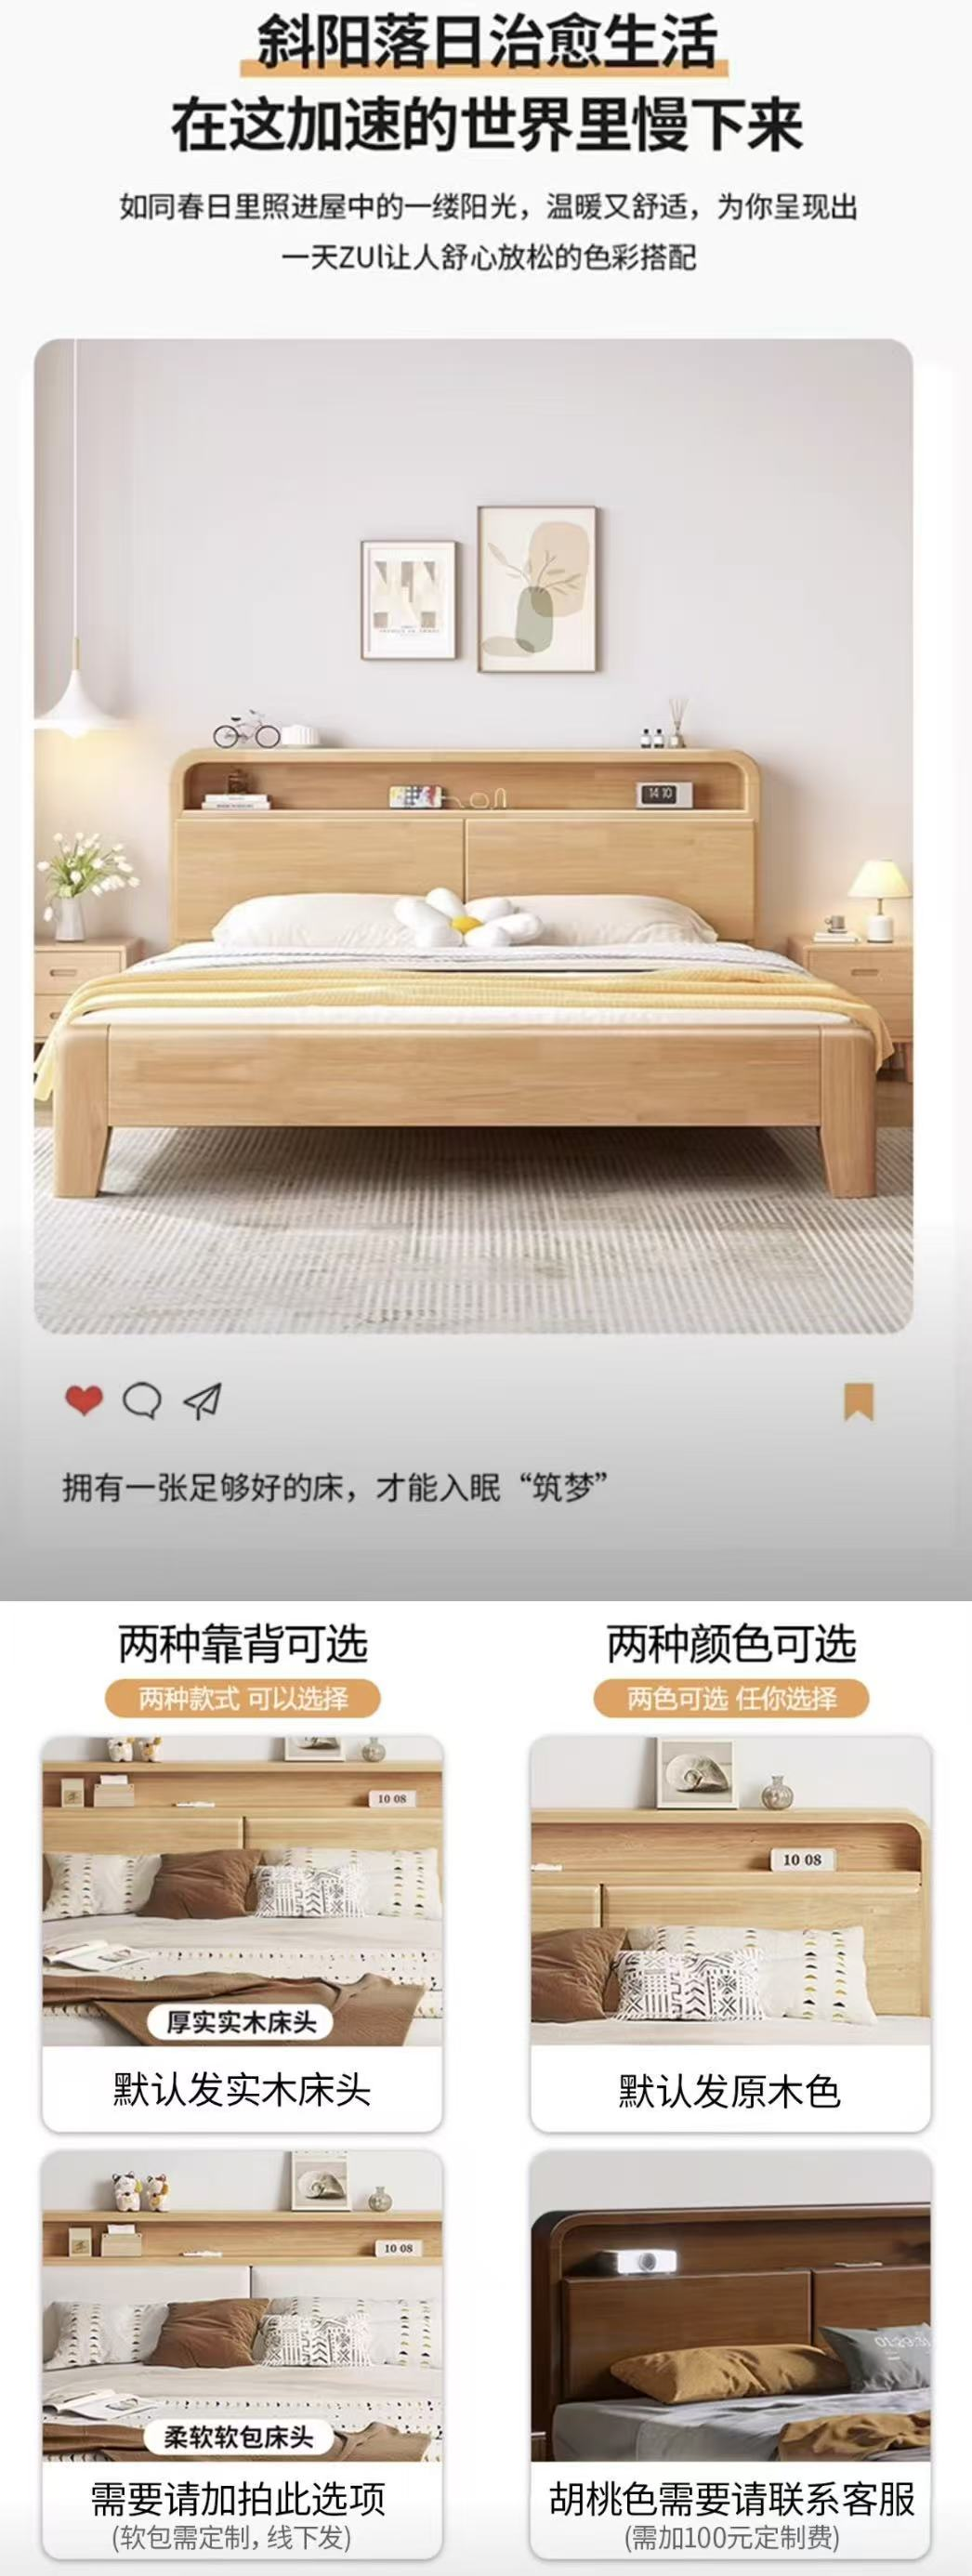 斜阳落日治愈生活
在这加速的世界里慢下来
如同春日里照进屋中的一缕阳光，温暖又舒适，为你呈现出
一天ZUI让人舒心放松的色彩搭配
14 10
拥有一张足够好的床，才能入眠“筑梦”
两种靠背可选
两种款式 可以选择
10 08
厚实实木床头
默认发实木床头
两种颜色可选
两色可选 任你选择
10 08
默认发原木色
10 08
柔软软包床头
需要请加拍此选项
(软包需定制，线下发)
胡桃色需要请联系客服
(需加100元定制费)